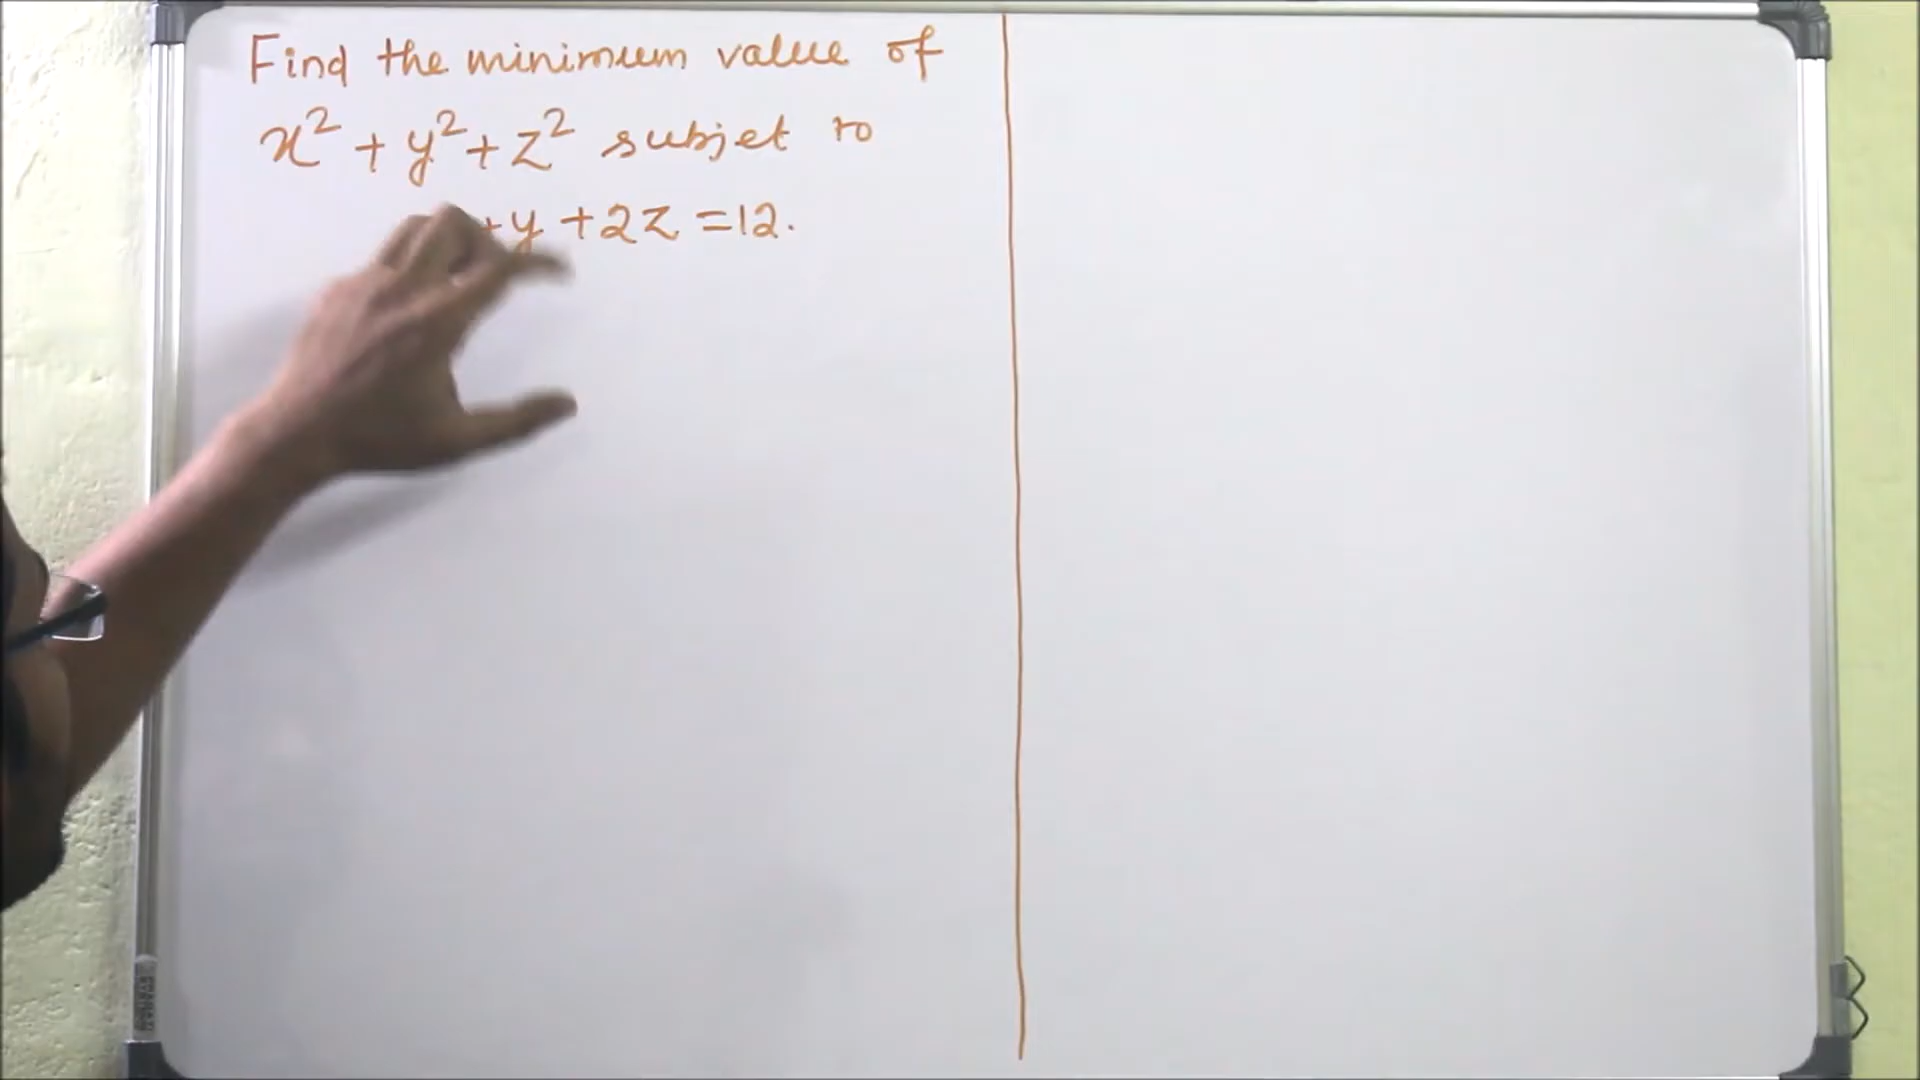 Find the minimum value of
x² + y² + z² subjet to
+y +2z =12.